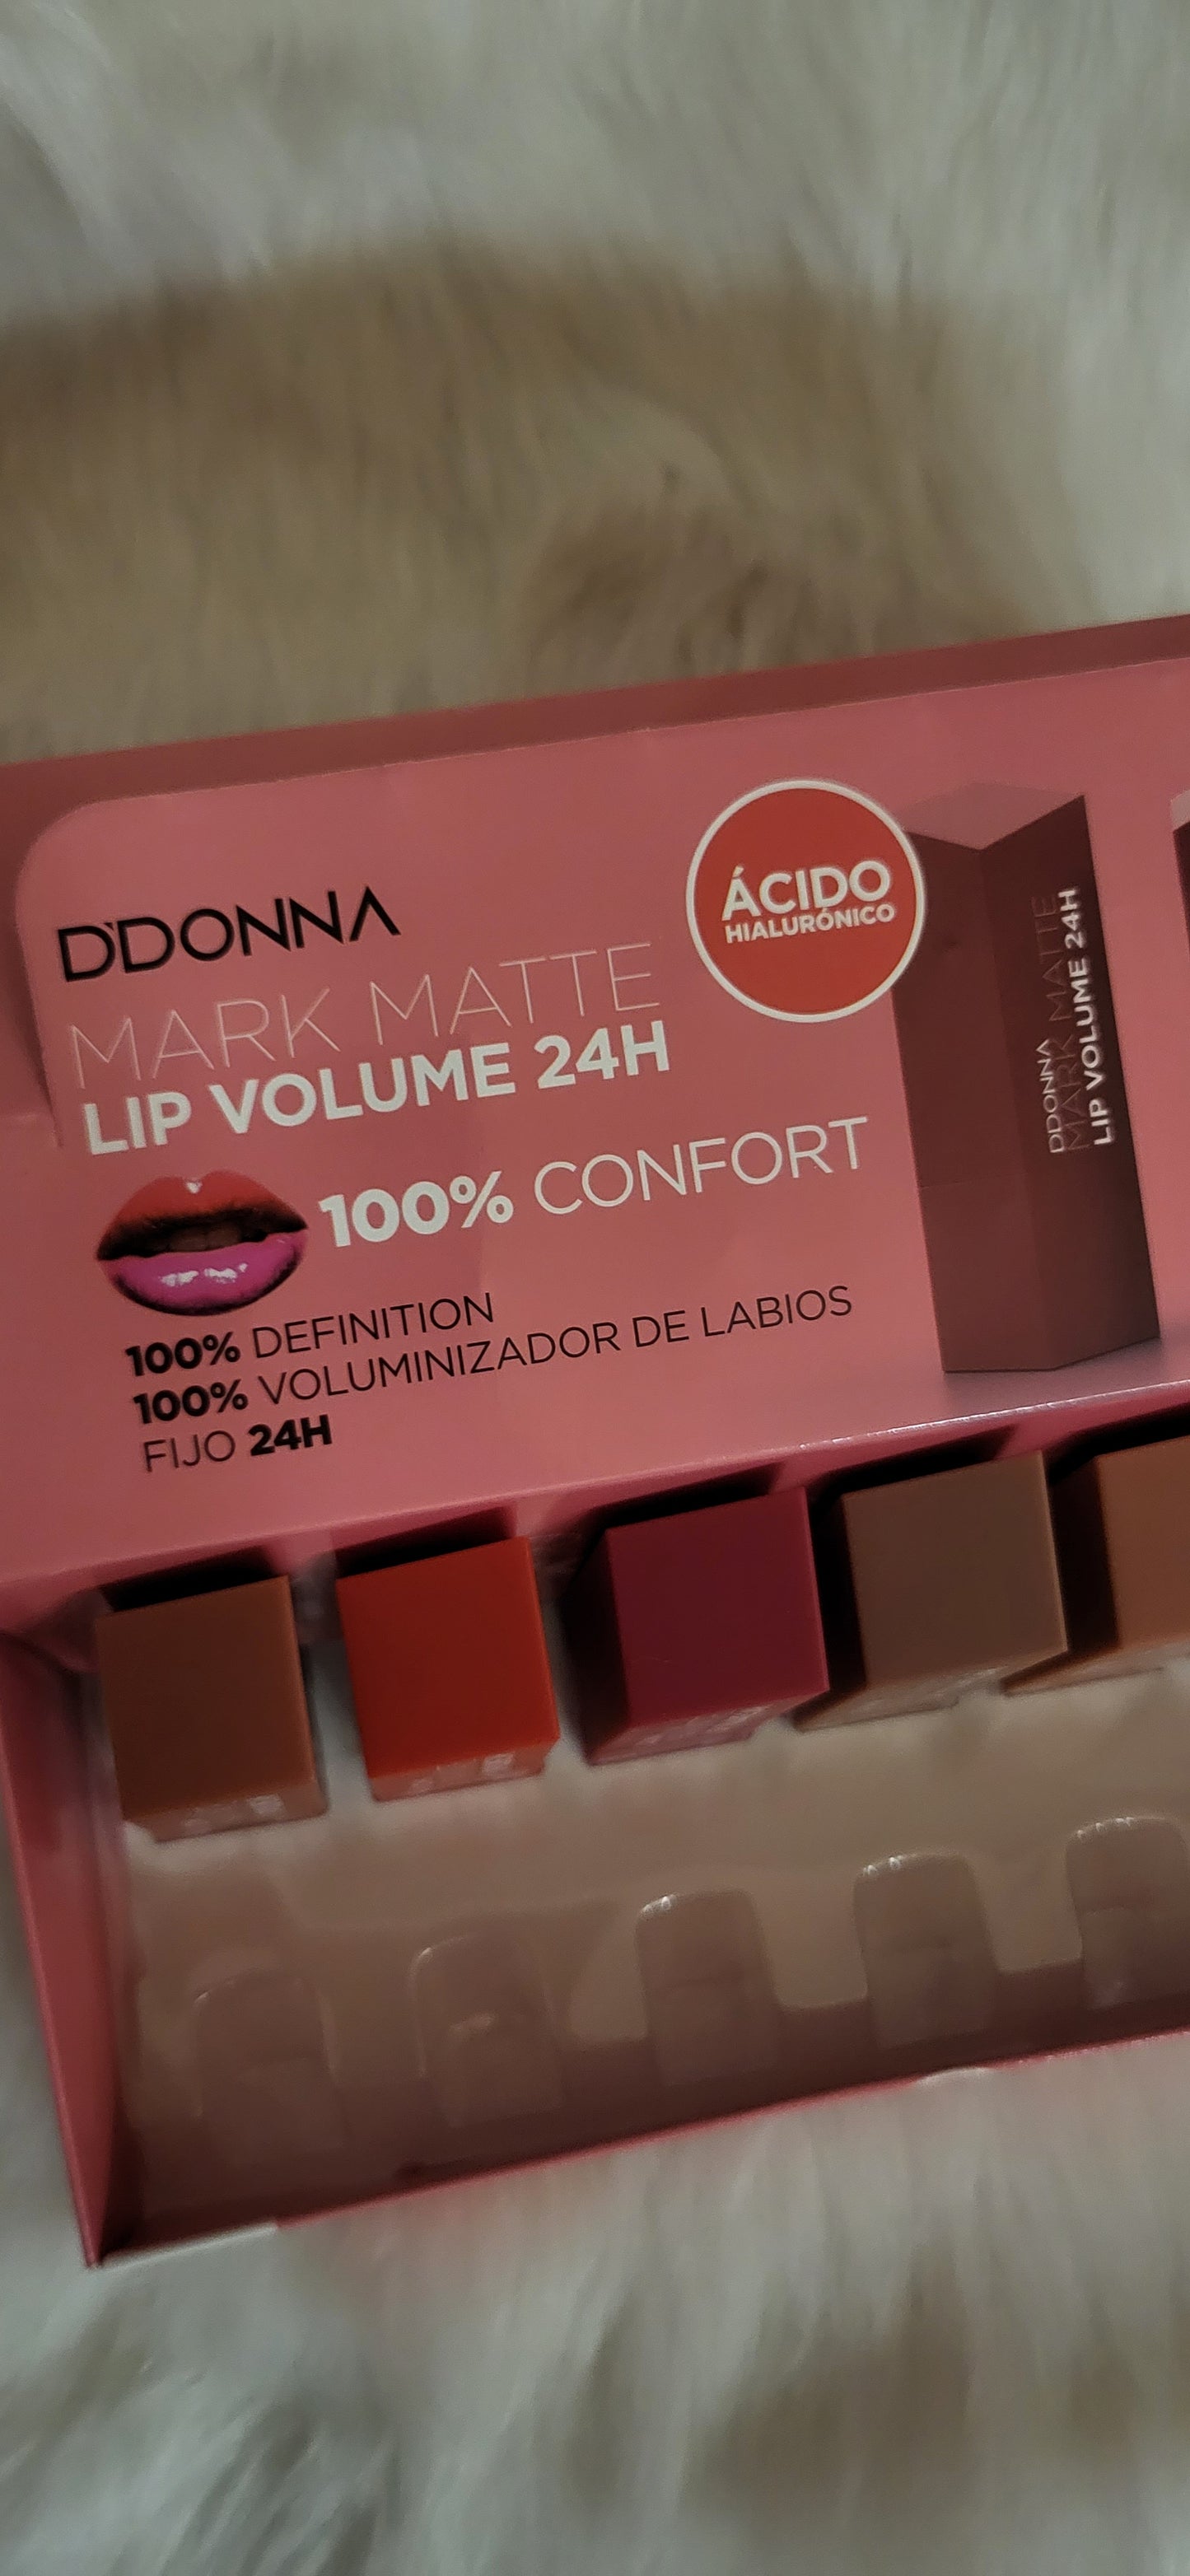 D'DONNA
MARK MATTE
LIP VOLUME 24H
100% CONFORT
100% DEFINITION
100% VOLUMINIZADOR DE LABIOS
FIJO 24H
ÁCIDO
HIALURÓNICO
D'DONNA
MARK MATTE
LIP VOLUME 24H